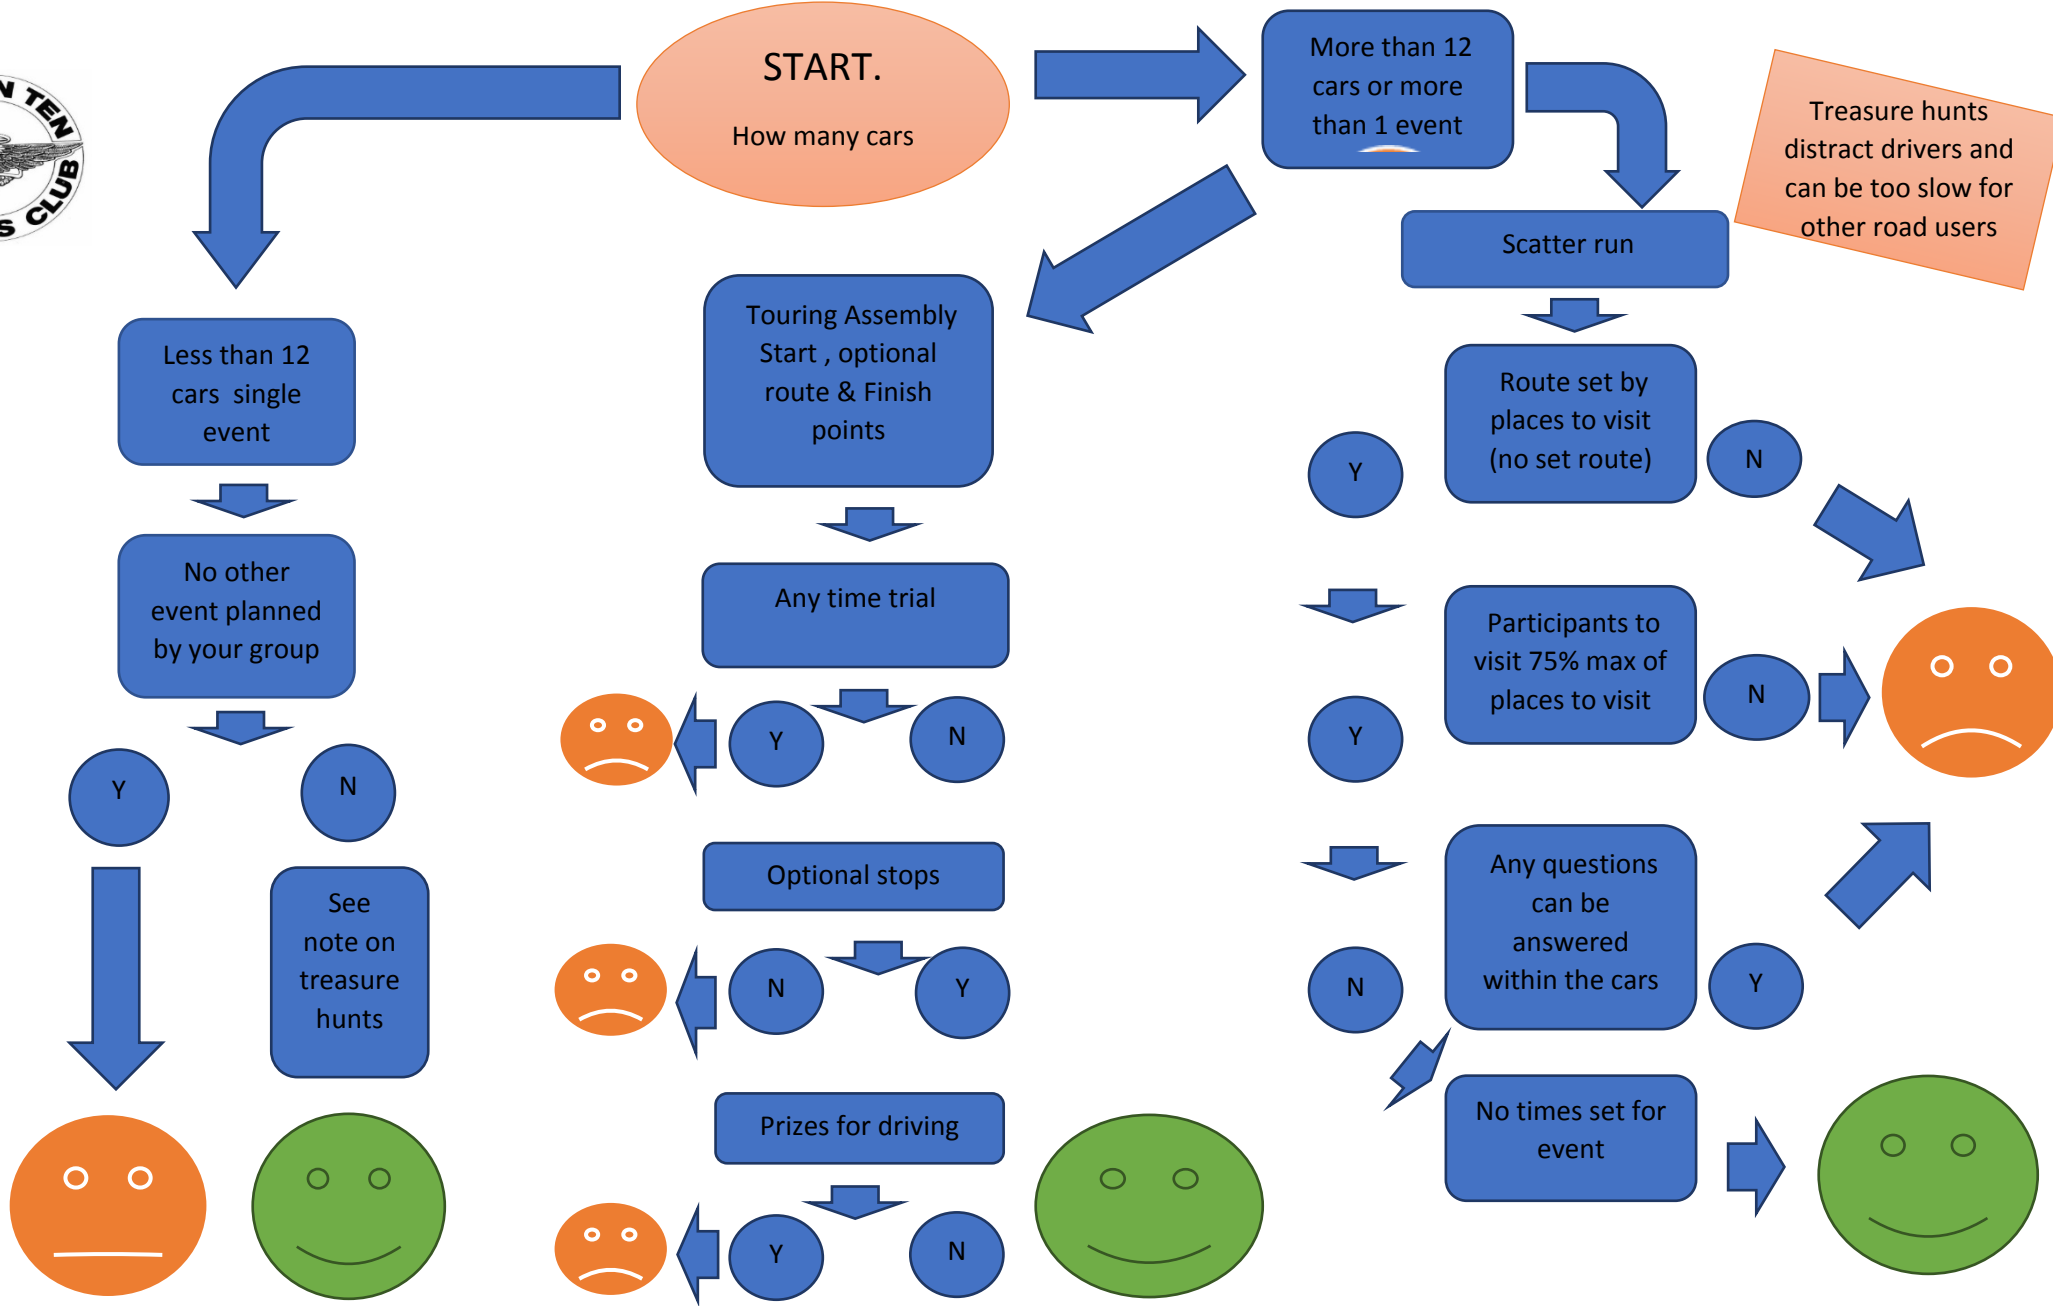 N TEN
S CLUB
START.
How many cars
More than 12
cars or more
than 1 event
Treasure hunts
distract drivers and
can be too slow for
other road users
Scatter run
Less than 12
cars single
event
Touring Assembly
Start , optional
route & Finish
points
Route set by
places to visit
(no set route)
Y
N
No other
event planned
by your group
Any time trial
Participants to
visit 75% max of
places to visit
N
Y
Y
N
Y
N
See
note on
treasure
hunts
Optional stops
N
Y
Any questions
can be
answered
within the cars
N
Y
Prizes for driving
Y
N
No times set for
event